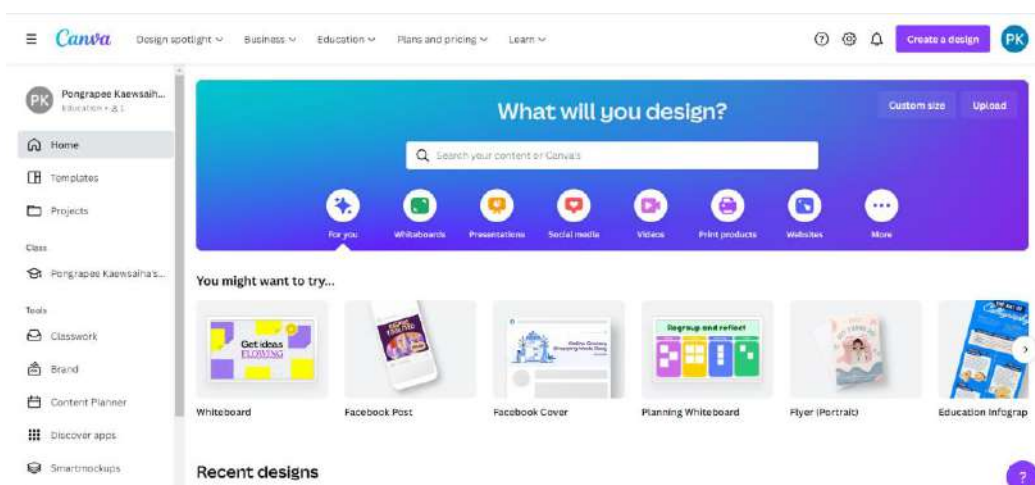 Canva
Design spotlight
Business
Education
Plans and pricing
Learn
Create a design
PK
PK
Pongrapee Kaewsaih...
Education • 1
Home
Templates
Projects
Class
Pongrapee Kaewsaiha's...
Tools
Classwork
Brand
Content Planner
Discover apps
Smartmockups
What will you design?
Custom size
Upload
Search your content or Canva's
For you
Whiteboards
Presentations
Social media
Videos
Print products
Websites
More
You might want to try...
Get ideas
FLOWING
Regroup and reflect
Whiteboard
Facebook Post
Facebook Cover
Planning Whiteboard
Flyer (Portrait)
Education Infograp
Recent designs
?